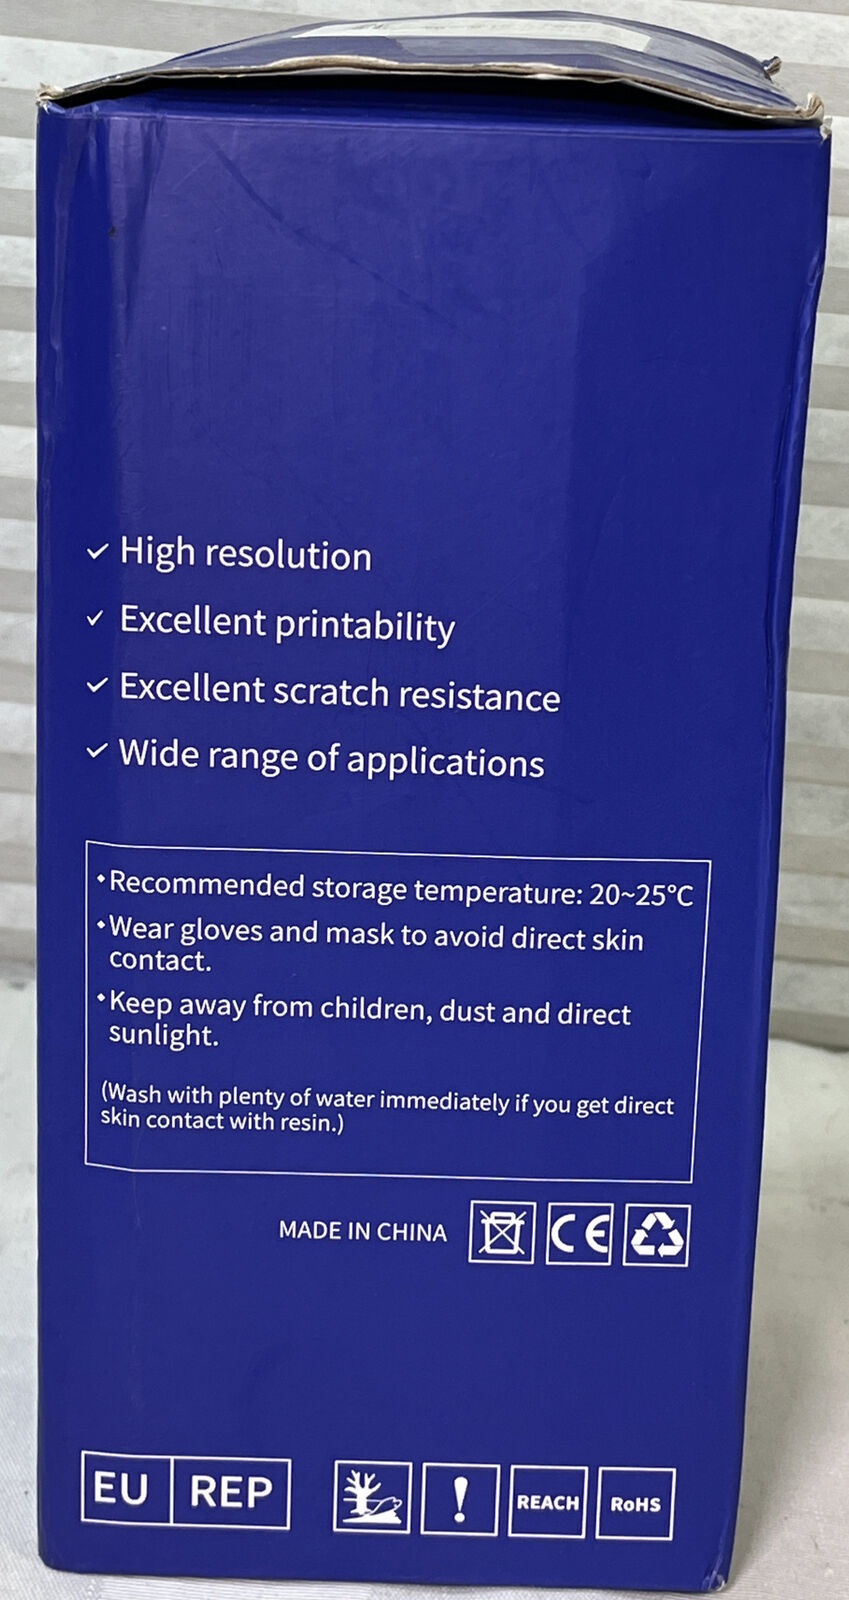 ✓ High resolution
✓ Excellent printability
✓ Excellent scratch resistance
✓ Wide range of applications
•Recommended storage temperature: 20~25°C
•Wear gloves and mask to avoid direct skin
contact.
•Keep away from children, dust and direct
sunlight.
(Wash with plenty of water immediately if you get direct
skin contact with resin.)
MADE IN CHINA CE
EU REP ! REACH RoHS